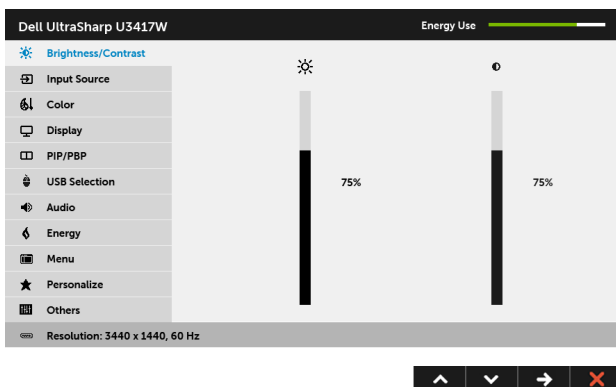 Dell UltraSharp U3417W
Energy Use
Brightness/Contrast
Input Source
Color
Display
PIP/PBP
USB Selection
Audio
Energy
Menu
Personalize
Others
75%
75%
Resolution: 3440 x 1440, 60 Hz